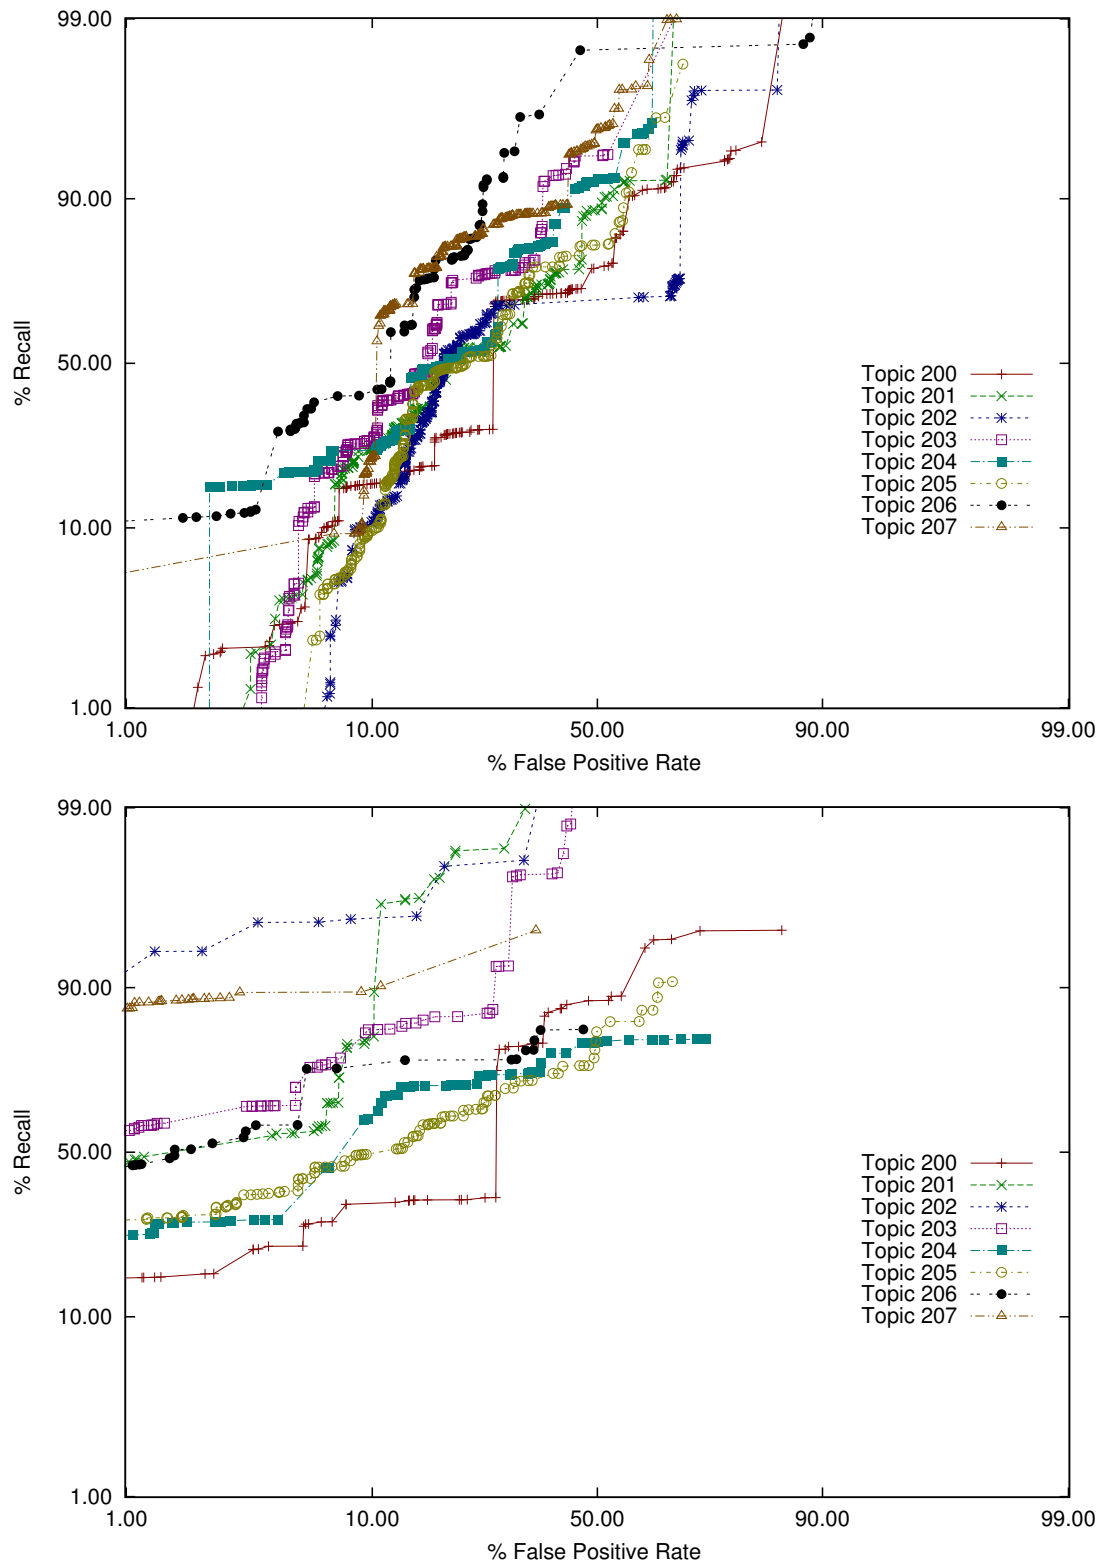 99.00
90.00
50.00
10.00
1.00
% Recall
Topic 200
Topic 201
Topic 202
Topic 203
Topic 204
Topic 205
Topic 206
Topic 207
1.00 10.00 50.00 90.00 99.00
% False Positive Rate
99.00
90.00
50.00
10.00
1.00
% Recall
Topic 200
Topic 201
Topic 202
Topic 203
Topic 204
Topic 205
Topic 206
Topic 207
1.00 10.00 50.00 90.00 99.00
% False Positive Rate